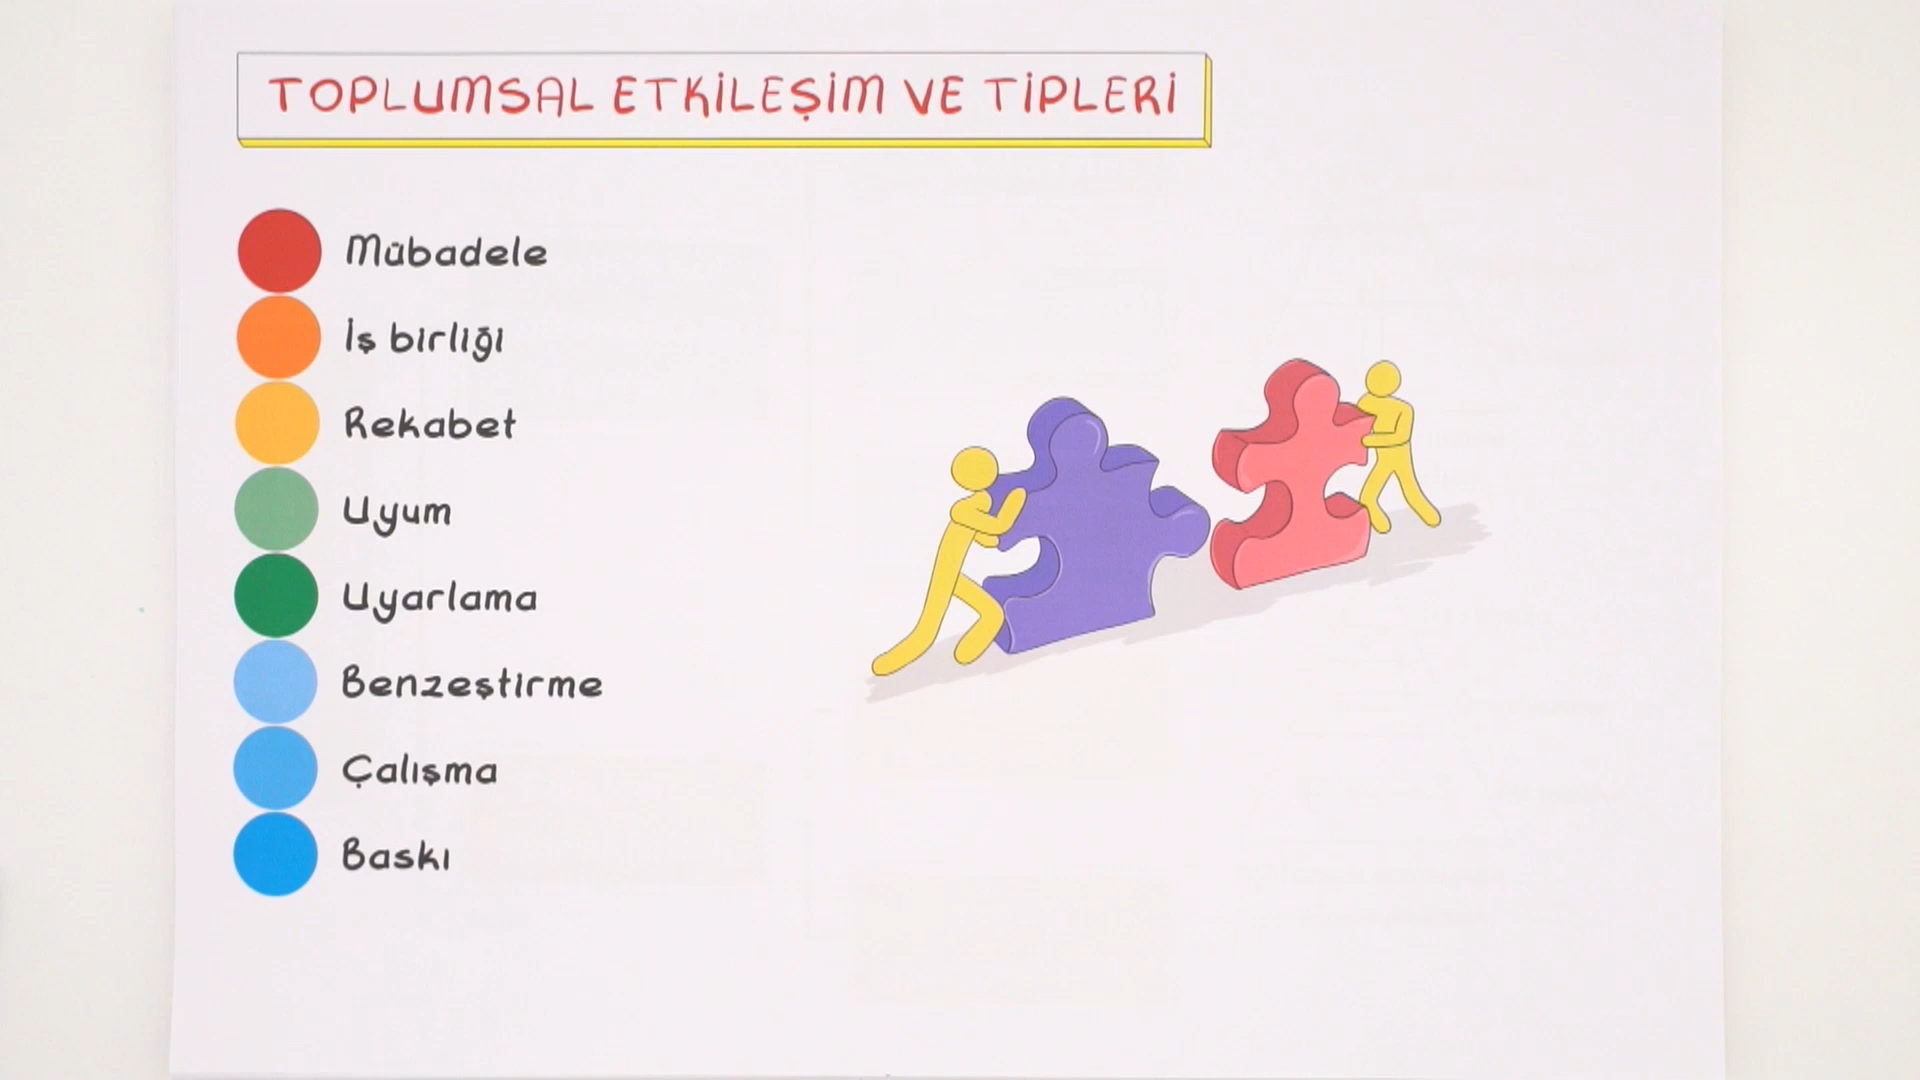 TOPLUMSAL ETKİLEŞİM VE TİPLERİ
Mübadele
İş birliği
Rekabet
Uyum
Uyarlama
Benzeştirme
Çalışma
Baskı